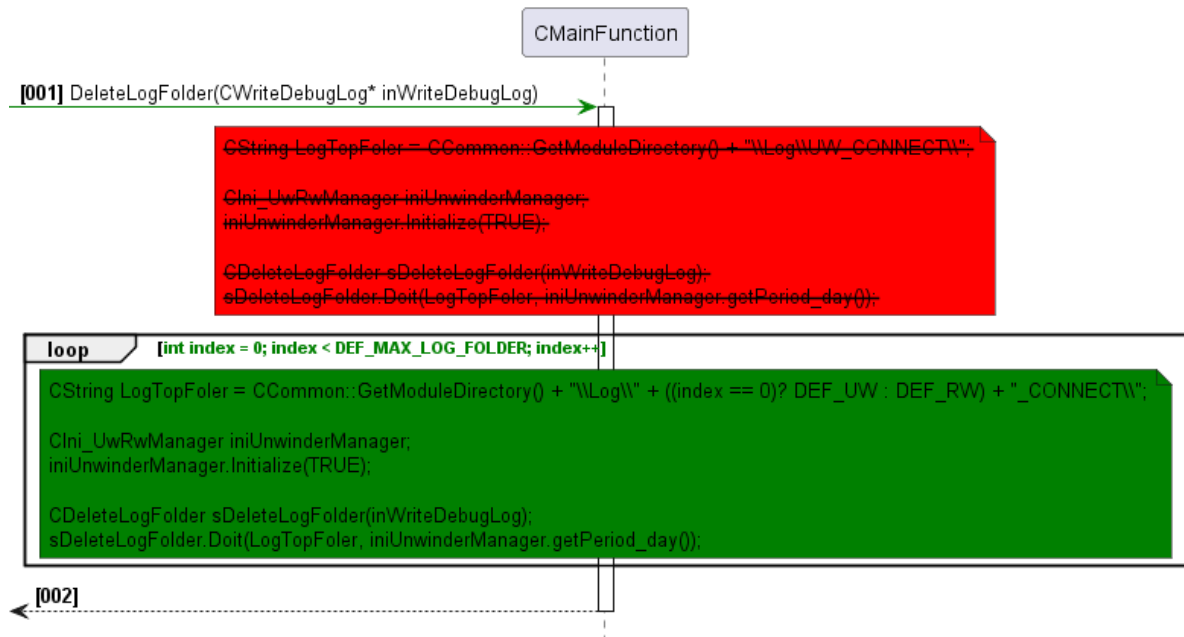 CMainFunction
[001] DeleteLogFolder(CWriteDebugLog* inWriteDebugLog)
CString LogTopFoler = CCommon::GetModuleDirectory() + "\\Log\\UW_CONNECT\\";
CIni_UwRwManager iniUnwinderManager;
iniUnwinderManager.Initialize(TRUE);
CDeleteLogFolder sDeleteLogFolder(inWriteDebugLog);
sDeleteLogFolder.Doit(LogTopFoler, iniUnwinderManager.getPeriod_day());
loop [int index = 0; index < DEF_MAX_LOG_FOLDER; index++]
CString LogTopFoler = CCommon::GetModuleDirectory() + "\\Log\\" + ((index == 0)? DEF_UW : DEF_RW) + "_CONNECT\\";
CIni_UwRwManager iniUnwinderManager;
iniUnwinderManager.Initialize(TRUE);
CDeleteLogFolder sDeleteLogFolder(inWriteDebugLog);
sDeleteLogFolder.Doit(LogTopFoler, iniUnwinderManager.getPeriod_day());
[002]